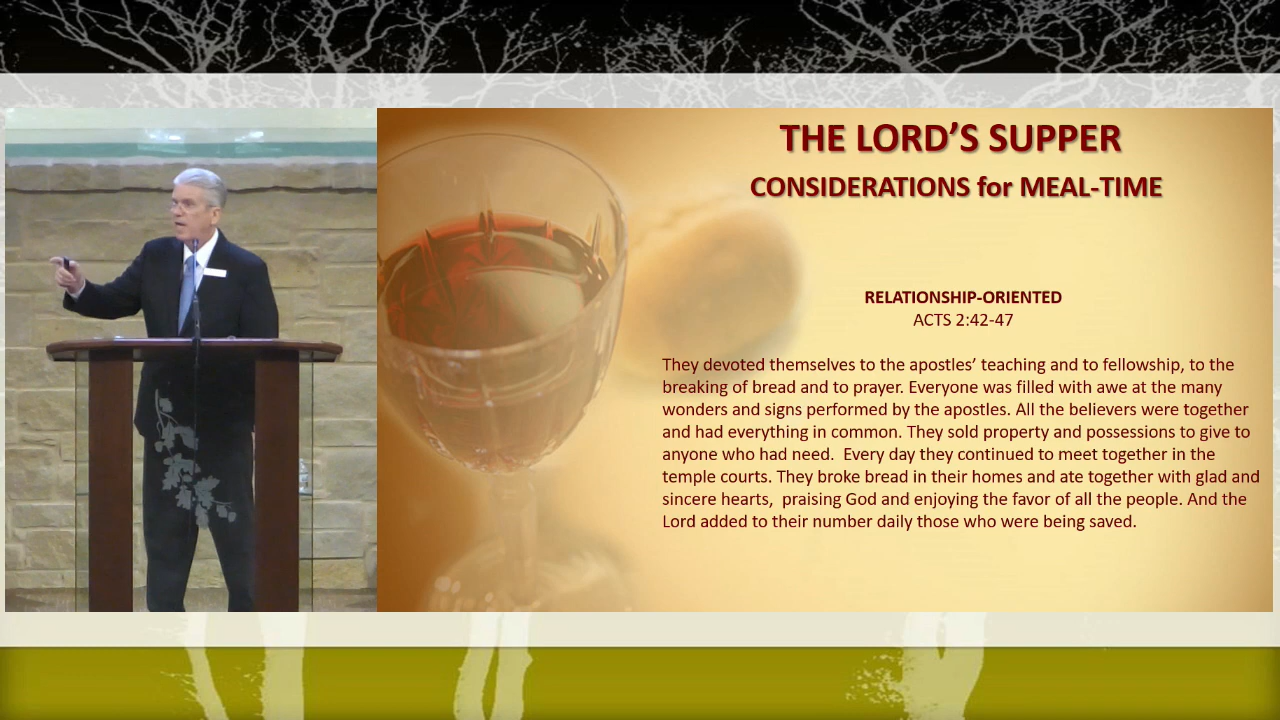 THE LORD’S SUPPER
CONSIDERATIONS for MEAL-TIME
RELATIONSHIP-ORIENTED
ACTS 2:42-47
They devoted themselves to the apostles’ teaching and to fellowship, to the
breaking of bread and to prayer. Everyone was filled with awe at the many
wonders and signs performed by the apostles. All the believers were together
and had everything in common. They sold property and possessions to give to
anyone who had need.  Every day they continued to meet together in the
temple courts. They broke bread in their homes and ate together with glad and
sincere hearts,  praising God and enjoying the favor of all the people. And the
Lord added to their number daily those who were being saved.